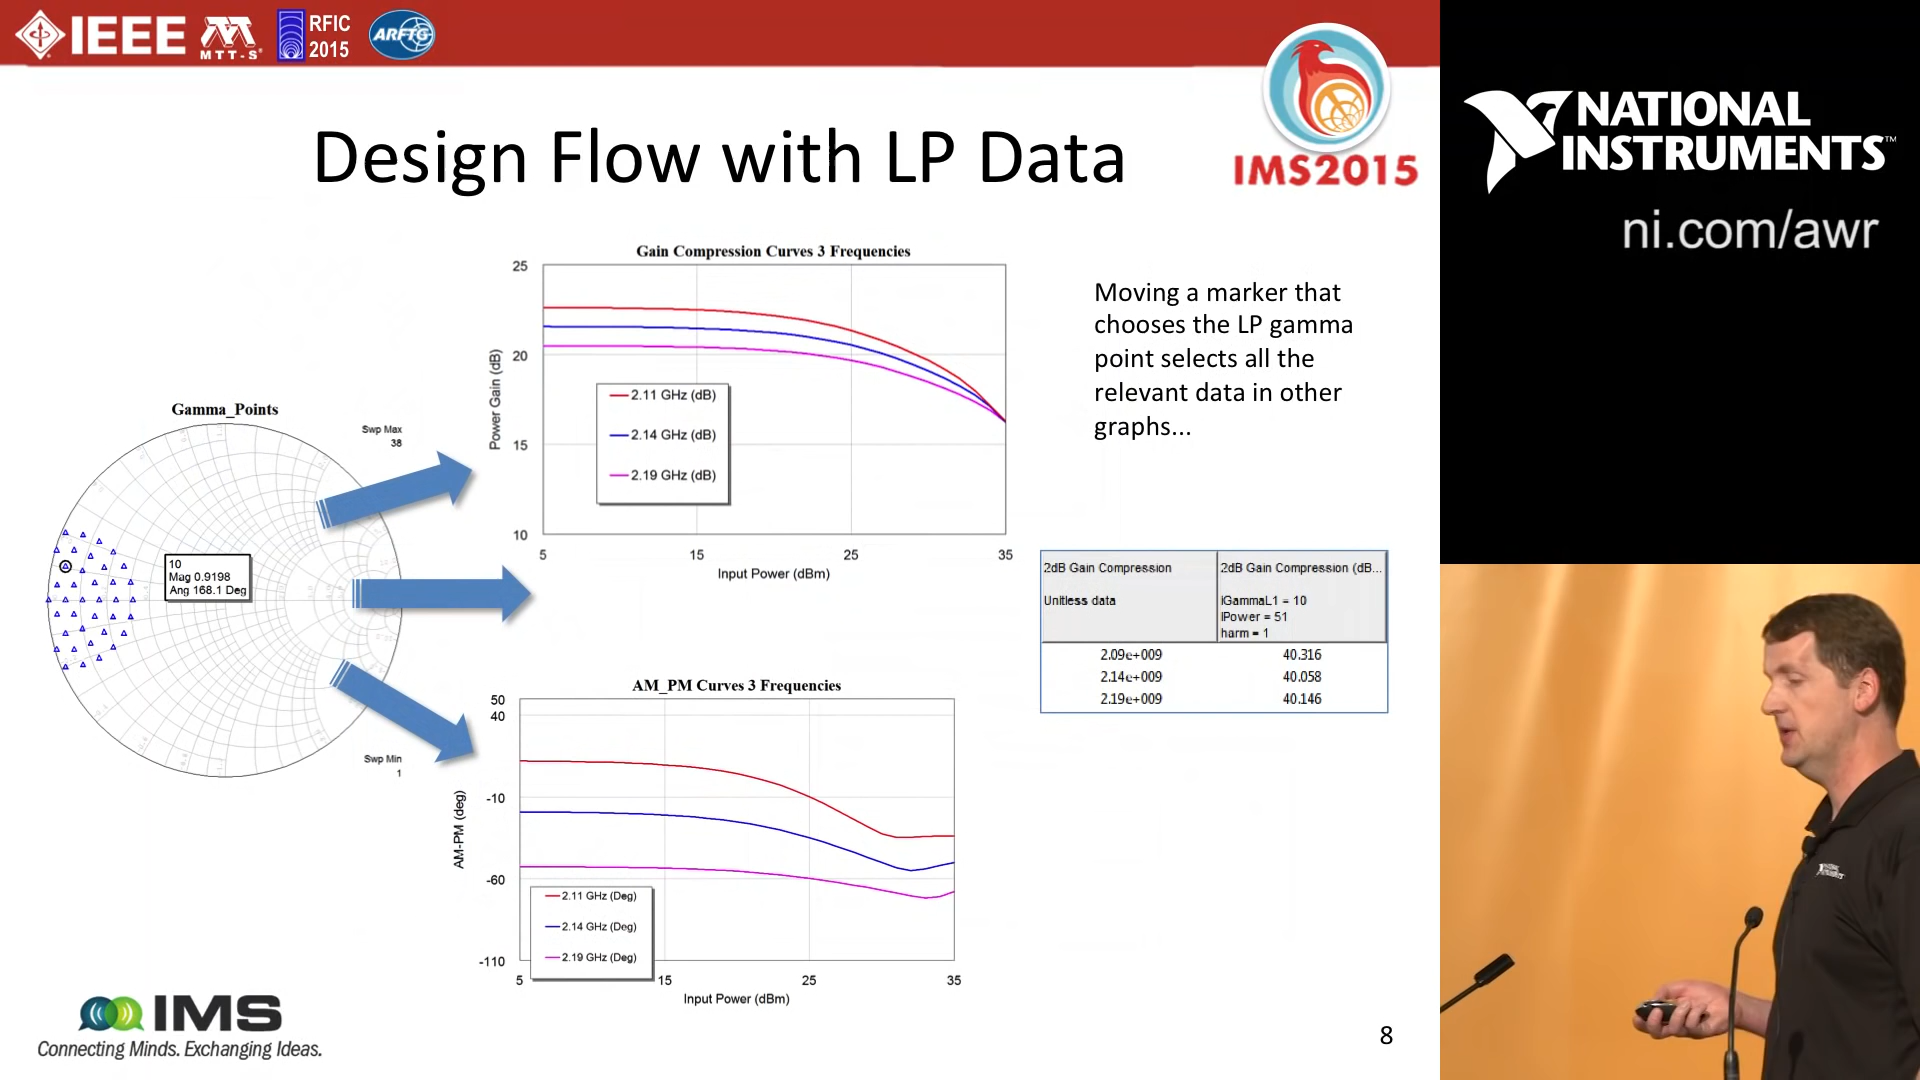 IEEE
MTT-S
RFIC
2015
ARFTG
IMS2015
NATIONAL
INSTRUMENTS™
ni.com/awr
Design Flow with LP Data
Gain Compression Curves 3 Frequencies
25
20
15
10
Power Gain (dB)
2.11 GHz (dB)
2.14 GHz (dB)
2.19 GHz (dB)
5 15 25 35
Input Power (dBm)
Moving a marker that
chooses the LP gamma
point selects all the
relevant data in other
graphs...
Gamma_Points
Swp Max
38
10
Mag 0.9198
Ang 168.1 Deg
Swp Min
1
2dB Gain Compression 2dB Gain Compression (dB...
Unitless data iGammaL1 = 10
iPower = 51
harm = 1
2.09e+009 40.316
2.14e+009 40.058
2.19e+009 40.146
AM_PM Curves 3 Frequencies
50
40
-10
-60
-110
AM-PM (deg)
2.11 GHz (Deg)
2.14 GHz (Deg)
2.19 GHz (Deg)
5 15 25 35
Input Power (dBm)
IMS
Connecting Minds. Exchanging Ideas.
8